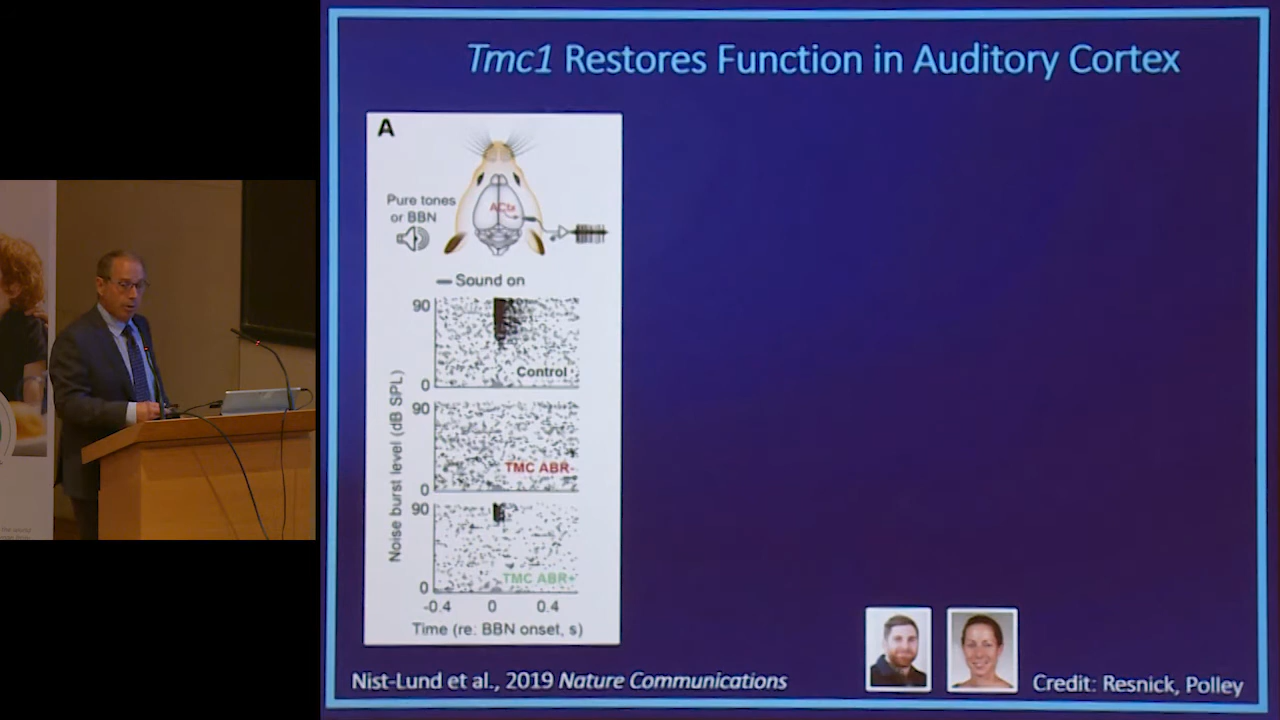 Tmc1 Restores Function in Auditory Cortex
A
Pure tones
or BBN
ACtx
Sound on
90
Control
0
90
TMC ABR-
0
90
TMC ABR+
0
Noise burst level (dB SPL)
-0.4 0 0.4
Time (re: BBN onset, s)
Nist-Lund et al., 2019 Nature Communications
Credit: Resnick, Polley